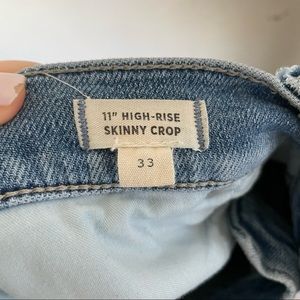 11" HIGH-RISE
SKINNY CROP
33